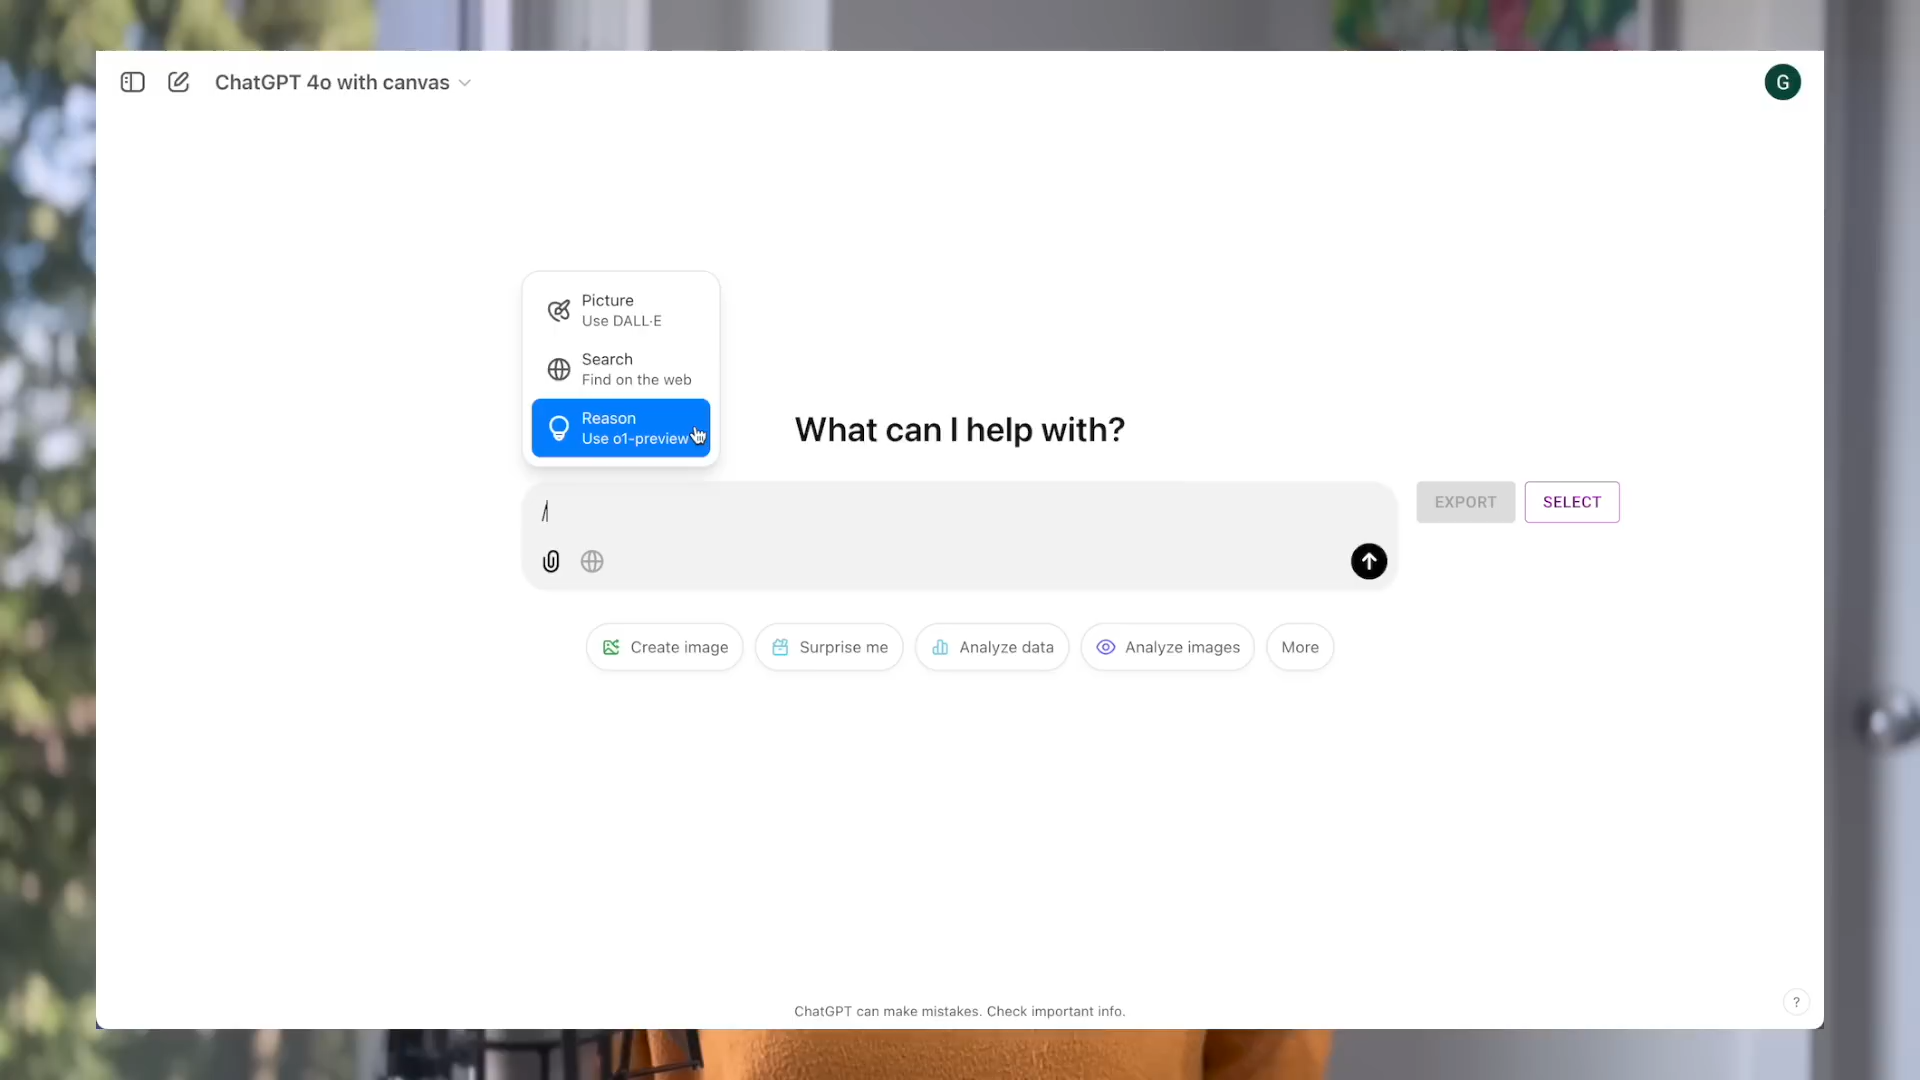 ChatGPT 4o with canvas
G
Picture
Use DALL·E
Search
Find on the web
Reason
Use o1-preview
What can I help with?
/
EXPORT
SELECT
Create image
Surprise me
Analyze data
Analyze images
More
ChatGPT can make mistakes. Check important info.
?